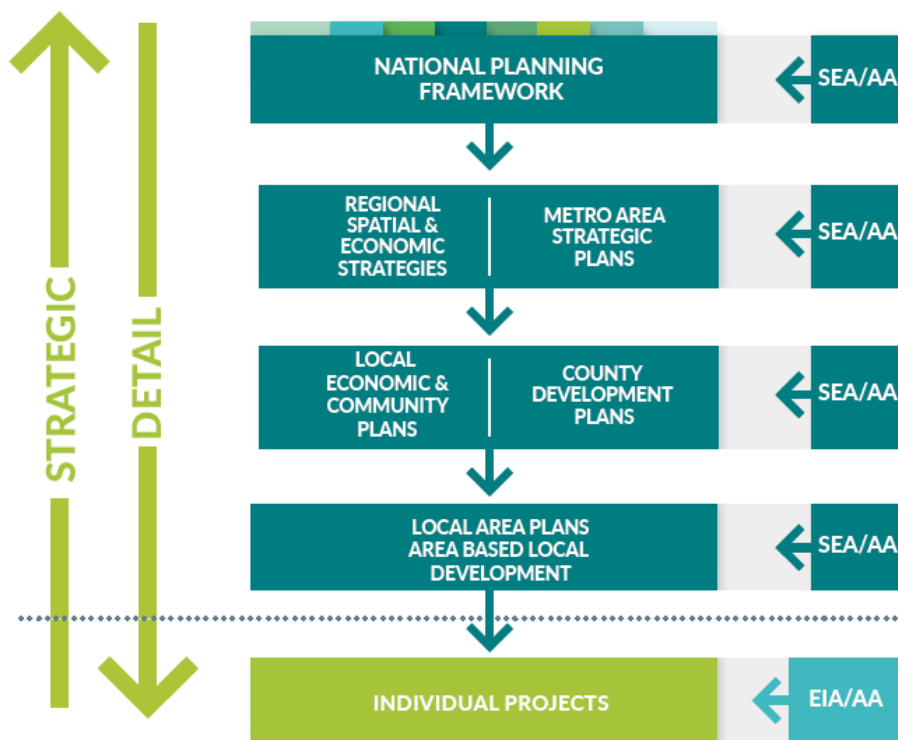 STRATEGIC
DETAIL
NATIONAL PLANNING
FRAMEWORK
SEA/AA
REGIONAL
SPATIAL &
ECONOMIC
STRATEGIES
METRO AREA
STRATEGIC
PLANS
SEA/AA
LOCAL
ECONOMIC &
COMMUNITY
PLANS
COUNTY
DEVELOPMENT
PLANS
SEA/AA
LOCAL AREA PLANS
AREA BASED LOCAL
DEVELOPMENT
SEA/AA
INDIVIDUAL PROJECTS
EIA/AA